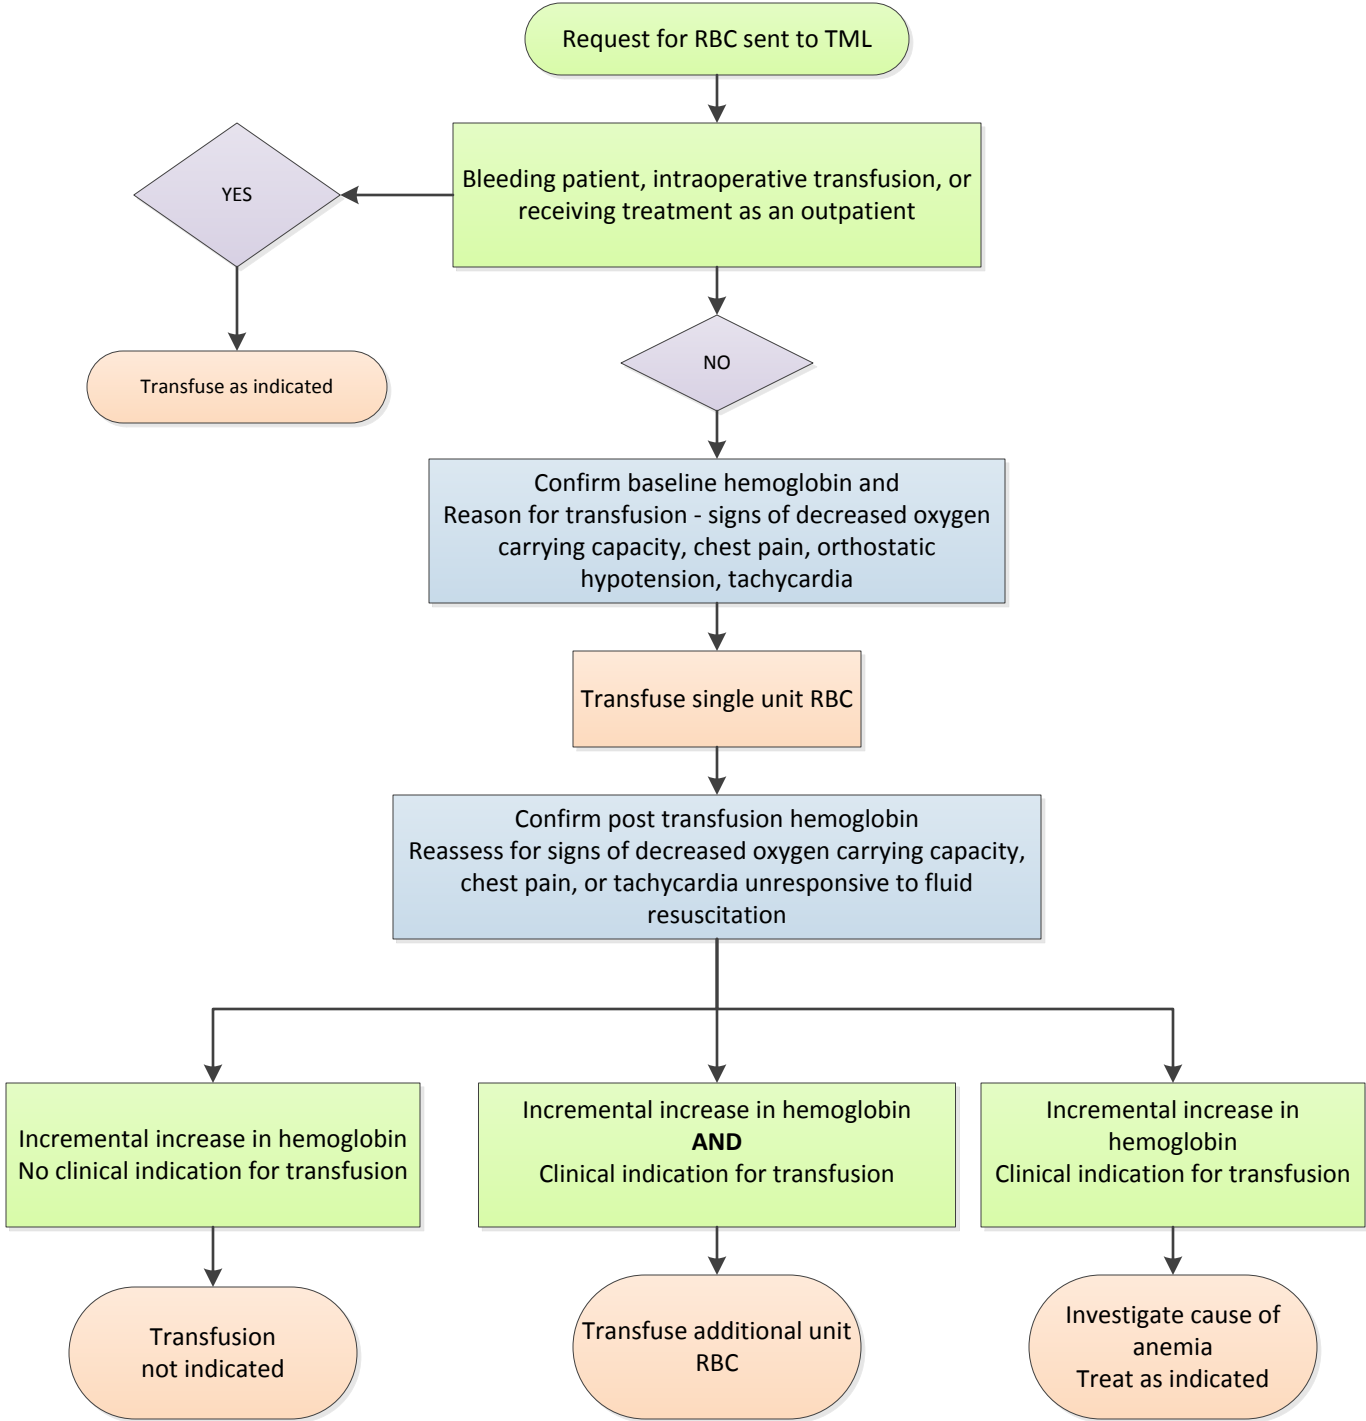 Request for RBC sent to TML
Bleeding patient, intraoperative transfusion, or
receiving treatment as an outpatient
YES
Transfuse as indicated
NO
Confirm baseline hemoglobin and
Reason for transfusion - signs of decreased oxygen
carrying capacity, chest pain, orthostatic
hypotension, tachycardia
Transfuse single unit RBC
Confirm post transfusion hemoglobin
Reassess for signs of decreased oxygen carrying capacity,
chest pain, or tachycardia unresponsive to fluid
resuscitation
Incremental increase in hemoglobin
No clinical indication for transfusion
Incremental increase in hemoglobin
AND
Clinical indication for transfusion
Incremental increase in
hemoglobin
Clinical indication for transfusion
Transfusion
not indicated
Transfuse additional unit
RBC
Investigate cause of
anemia
Treat as indicated